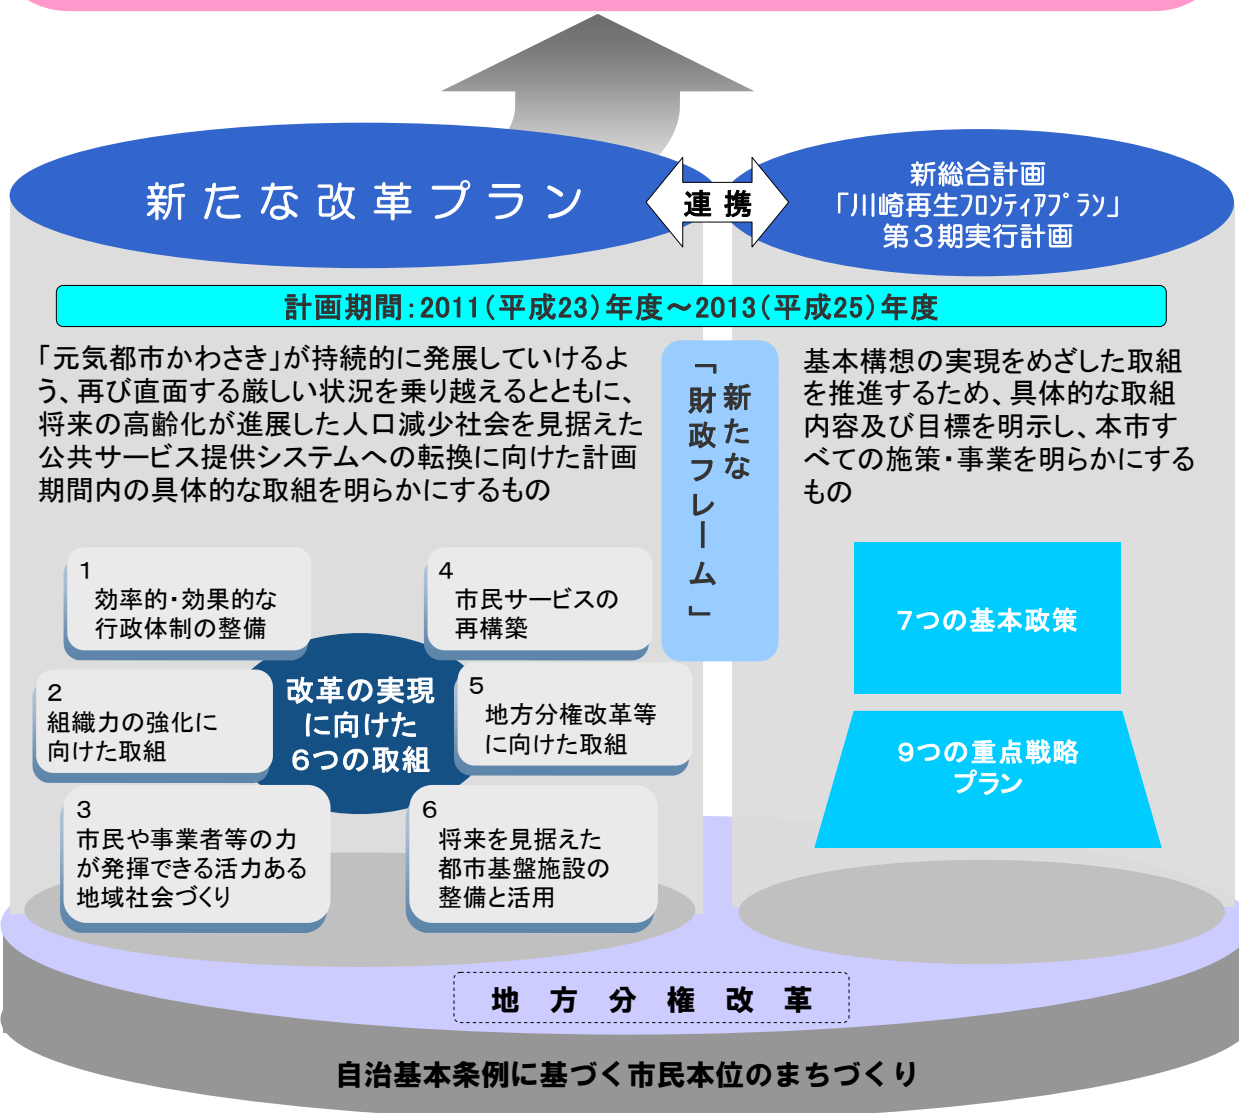 新たな改革プラン
連携
新総合計画
「川崎再生フロンティアプラン」
第3期実行計画
計画期間：2011（平成23）年度～2013（平成25）年度
「元気都市かわさき」が持続的に発展していけるよ
う、再び直面する厳しい状況を乗り越えるとともに、
将来の高齢化が進展した人口減少社会を見据えた
公共サービス提供システムへの転換に向けた計画
期間内の具体的な取組を明らかにするもの
新たな
「財政フレーム」
基本構想の実現をめざした取組
を推進するため、具体的な取組
内容及び目標を明示し、本市す
べての施策・事業を明らかにする
もの
1
効率的・効果的な
行政体制の整備
2
組織力の強化に
向けた取組
3
市民や事業者等の力
が発揮できる活力ある
地域社会づくり
改革の実現
に向けた
6つの取組
4
市民サービスの
再構築
5
地方分権改革等
に向けた取組
6
将来を見据えた
都市基盤施設の
整備と活用
7つの基本政策
9つの重点戦略
プラン
地方分権改革
自治基本条例に基づく市民本位のまちづくり